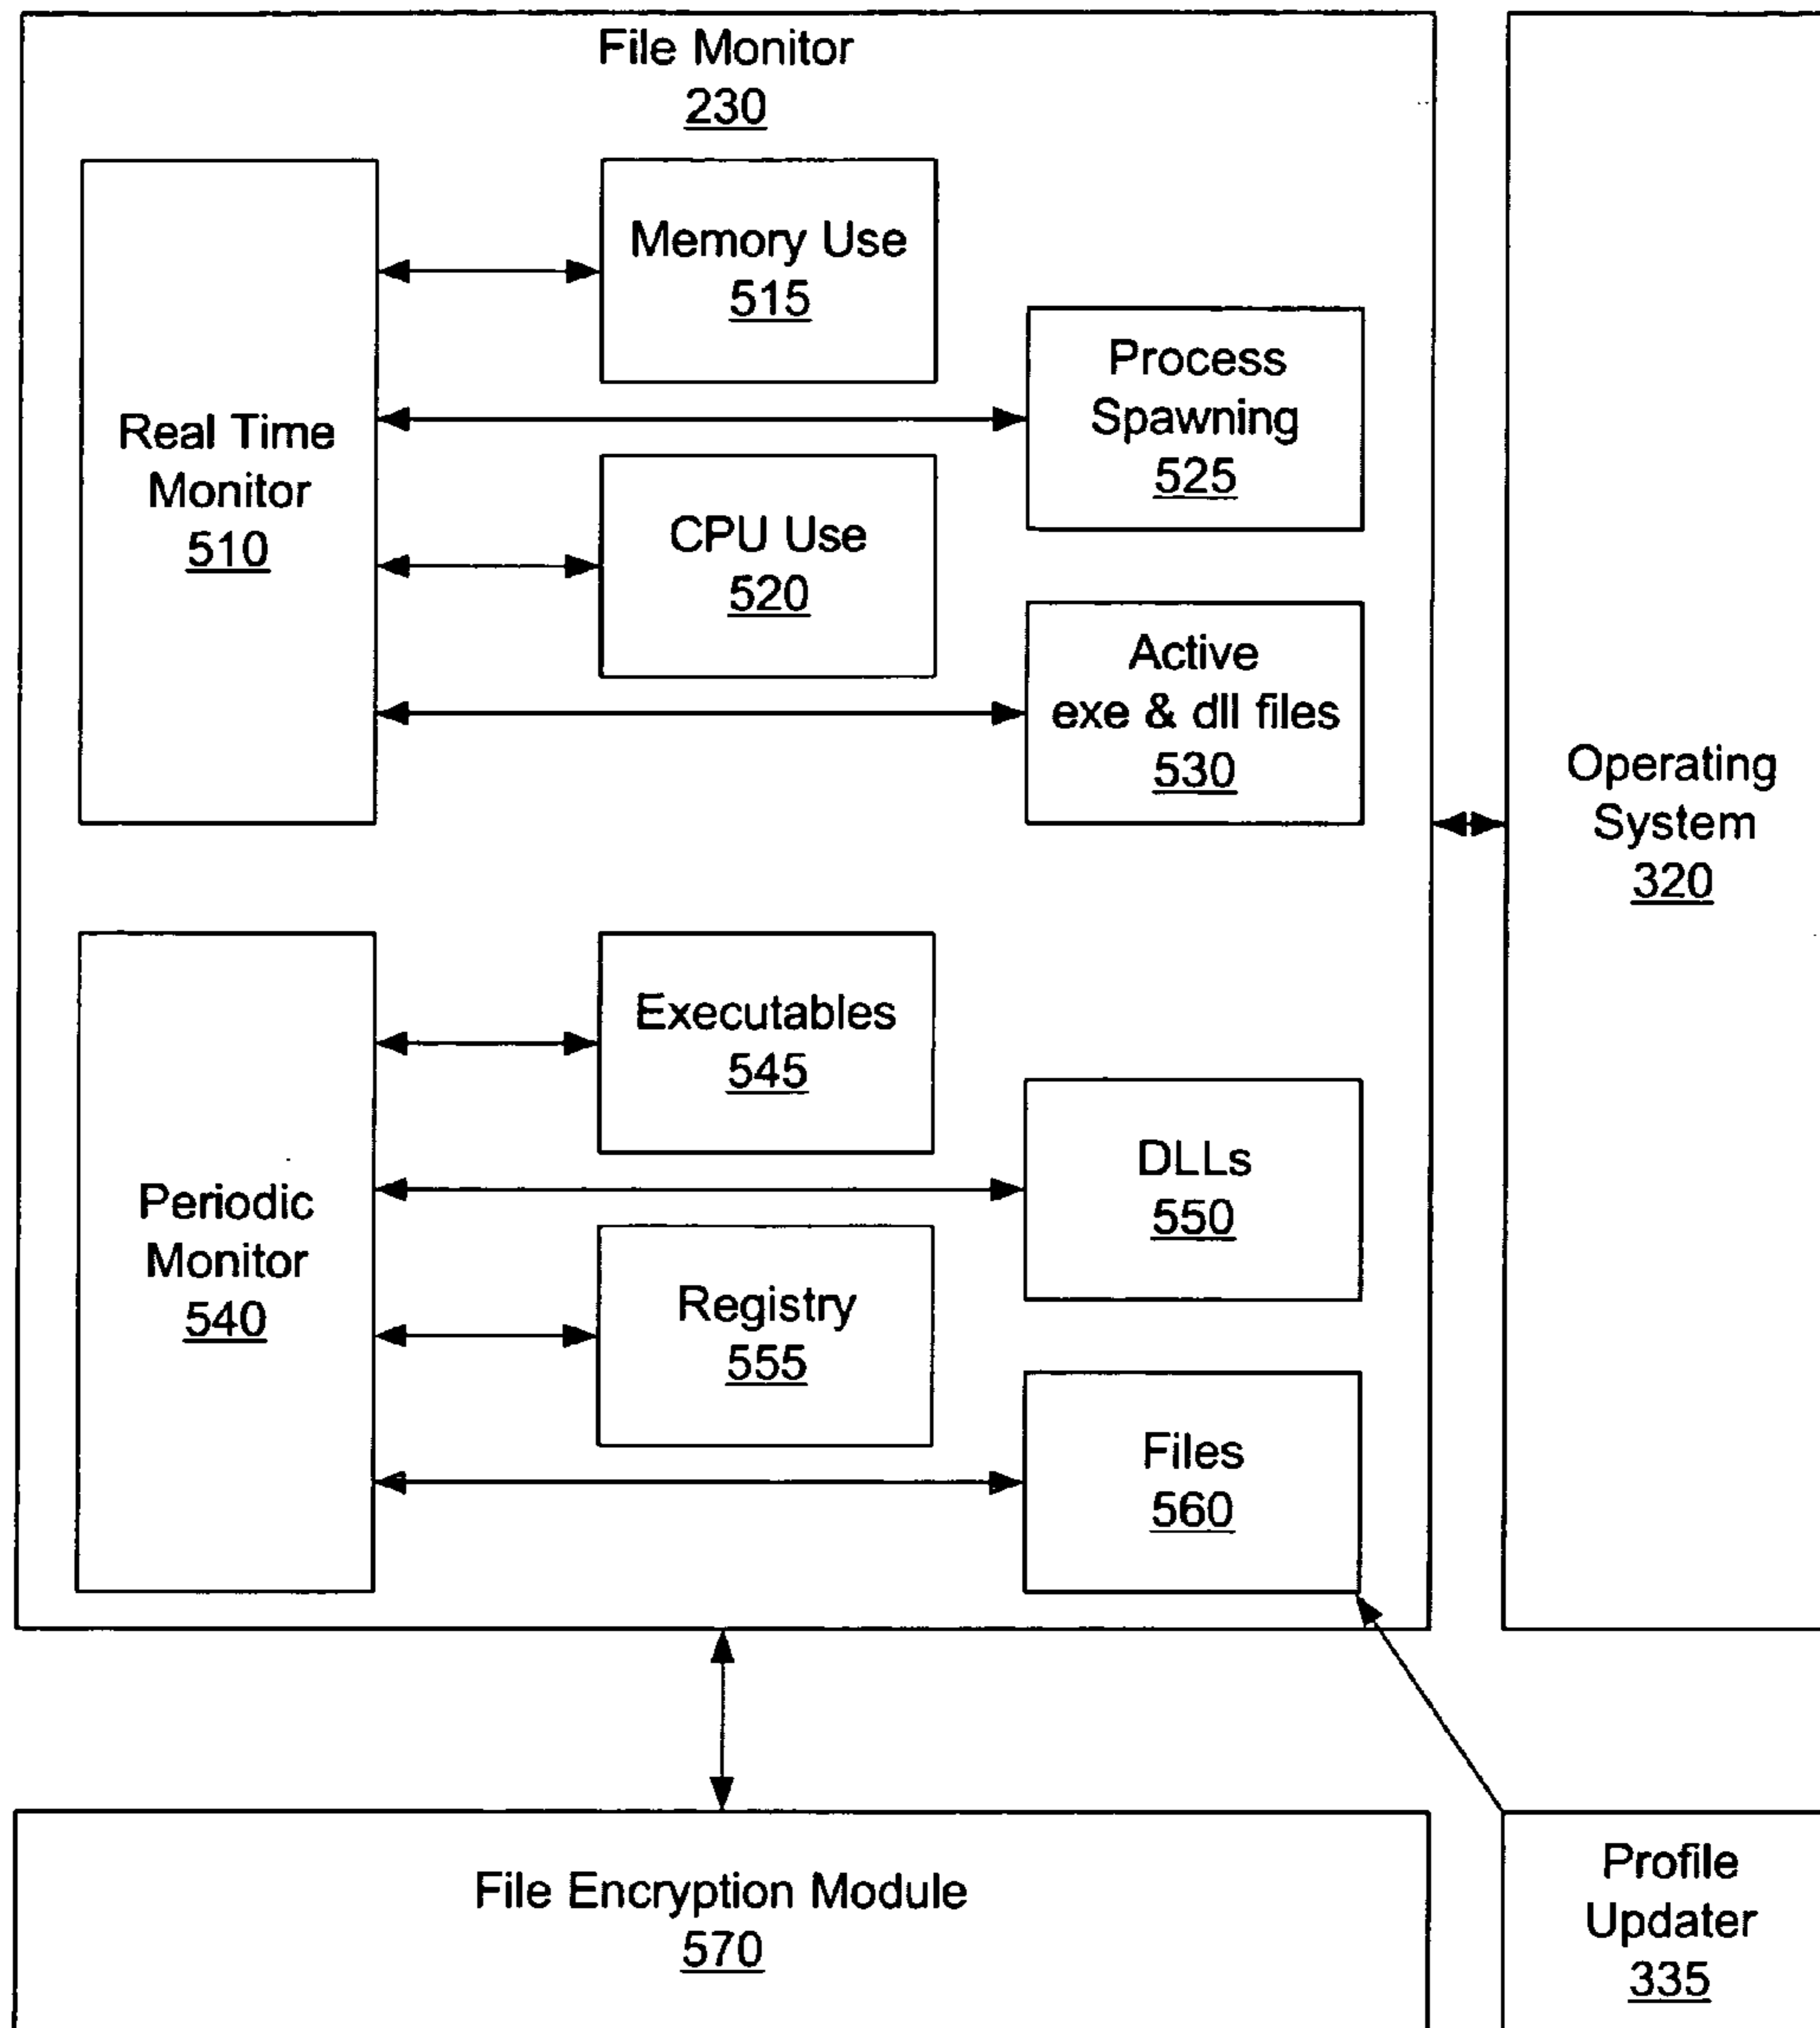 File Monitor
230
Real Time
Monitor
510
Memory Use
515
Process
Spawning
525
CPU Use
520
Active
exe & dll files
530
Operating
System
320
Periodic
Monitor
540
Executables
545
DLLs
550
Registry
555
Files
560
File Encryption Module
570
Profile
Updater
335